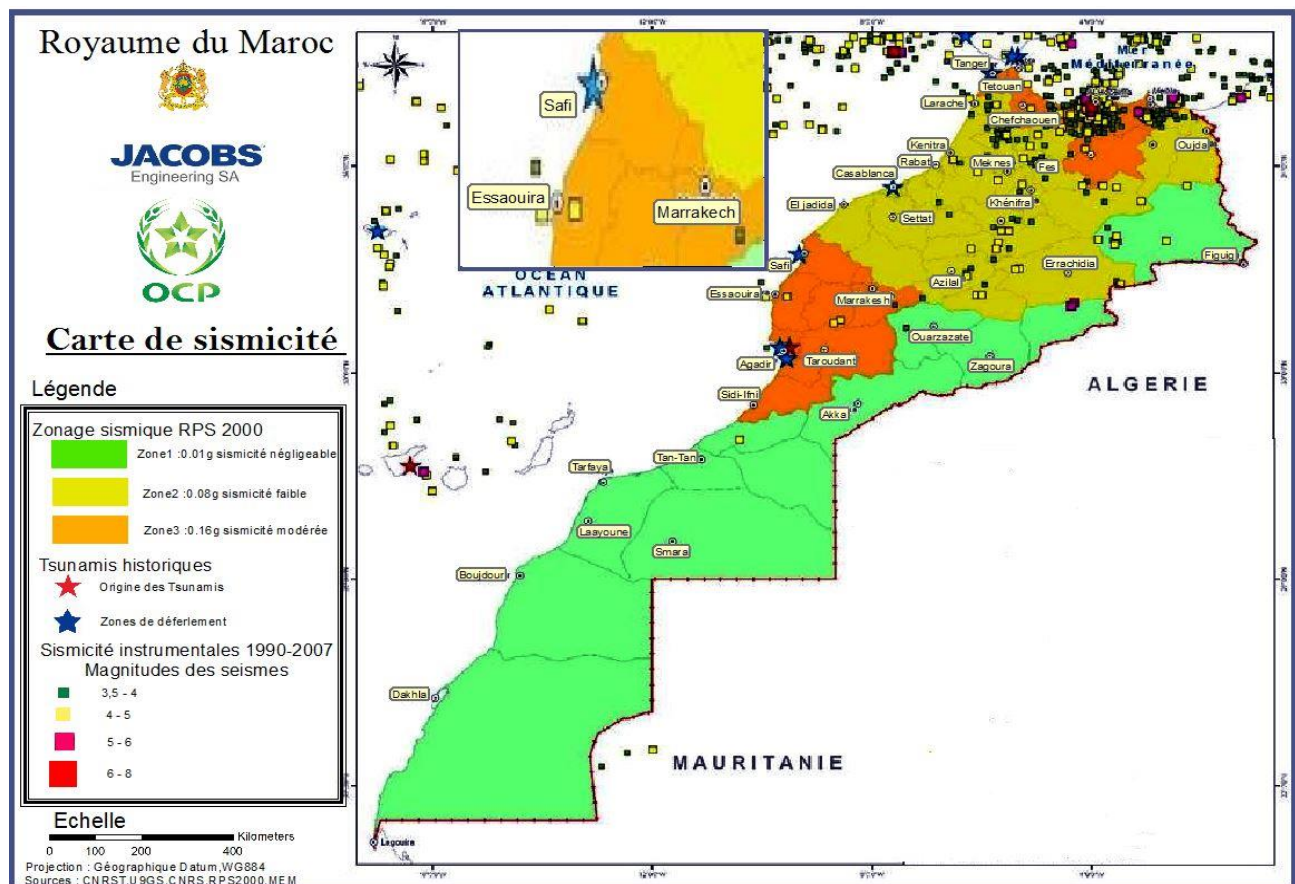 Royaume du Maroc
JACOBS
Engineering SA
OCP
Carte de sismicité
Légende
Zonage sismique RPS 2000
Zone1 :0.01g sismicité négligeable
Zone2 :0.08g sismicité faible
Zone3 :0.16g sismicité modérée
Tsunamis historiques
Origine des Tsunamis
Zones de déferlement
Sismicité instrumentales 1990-2007
Magnitudes des seismes
3,5 - 4
4 - 5
5 - 6
6 - 8
Echelle
Kilometers
0 100 200 400
Projection : Géographique Datum,WG884
Sources : CNRST,U9GS,CNRS,RPS2000,MEM
Safi
Essaouira
Marrakech
OCEAN
ATLANTIQUE
Mer
Méditerranée
Tanger
Tetouan
Larache
Chefchaouen
Kenitra
Rabat
Meknes
Fes
Oujda
Casablanca
El jadida
Settat
Khénifra
Safi
Azilal
Errachidia
Figuig
Essaouira
Marrakesh
Ouarzazate
Agadir
Taroudant
Zagoura
ALGERIE
Sidi-Ifni
Akka
Tan-Tan
Tarfaya
Laayoune
Smara
Boujdour
Dakhla
MAURITANIE
Lagouira